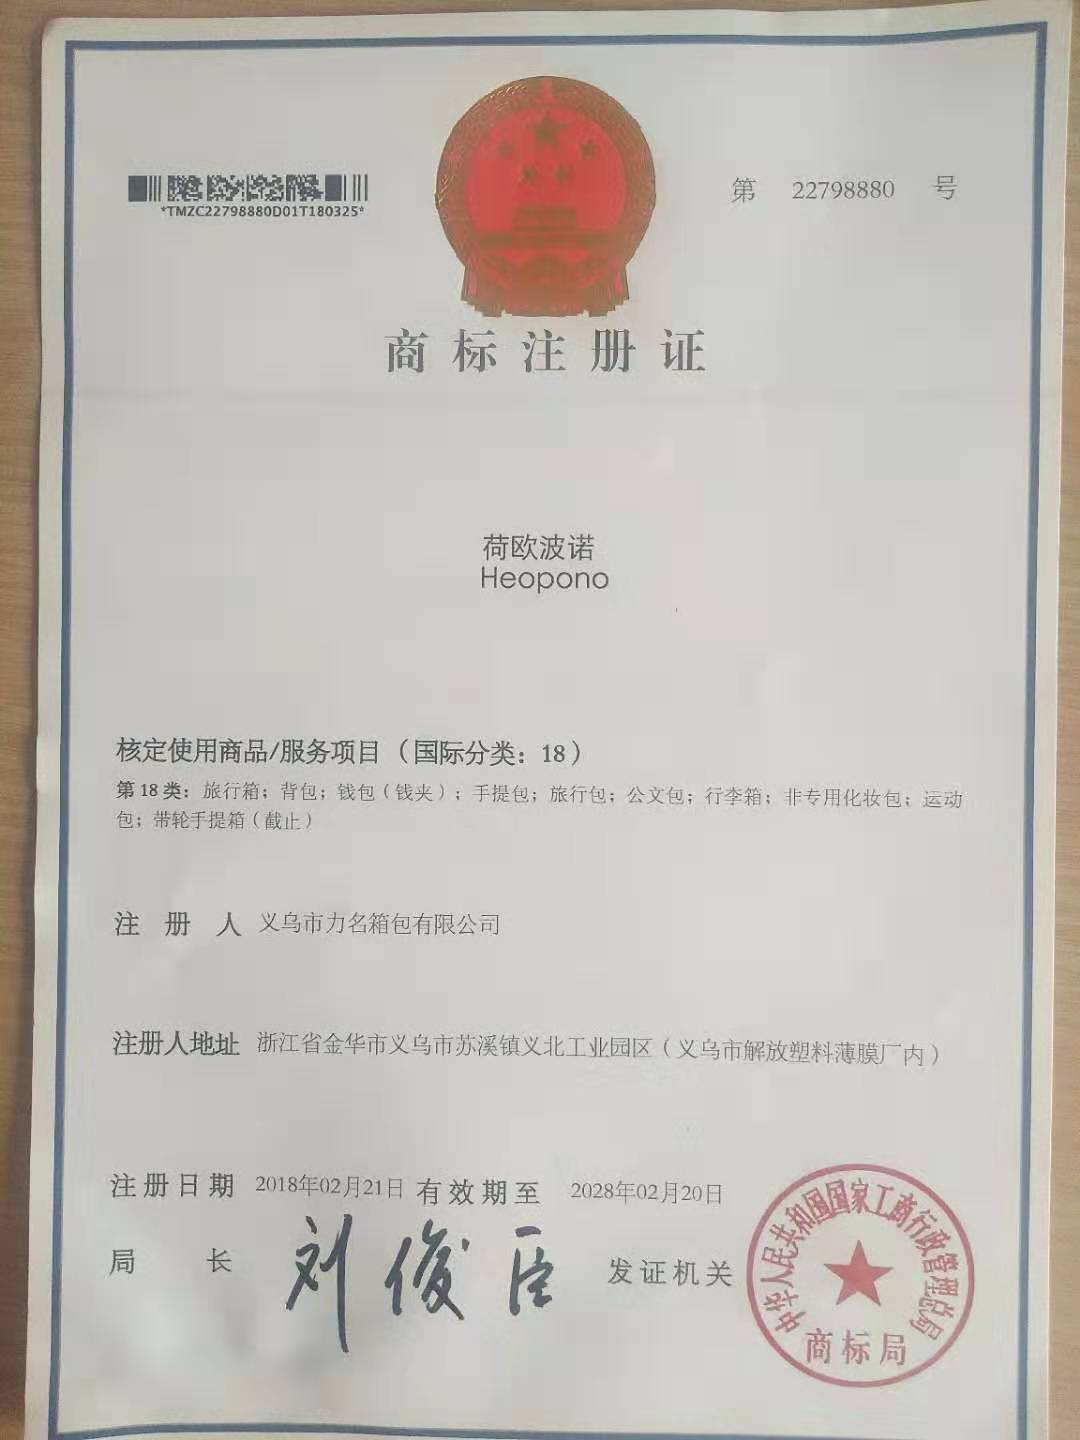 *TMZC22798880D01T180325*
第 22798880 号
商标注册证
荷欧波诺
Heopono
核定使用商品/服务项目（国际分类：18）
第 18 类：旅行箱；背包；钱包（钱夹）；手提包；旅行包；公文包；行李箱；非专用化妆包；运动
包；带轮手提箱（截止）
注 册 人 义乌市力名箱包有限公司
注册人地址 浙江省金华市义乌市苏溪镇义北工业园区（义乌市解放塑料薄膜厂内）
注册日期 2018年02月21日 有效期至 2028年02月20日
局 长 刘俊臣 发证机关
中华人民共和国国家工商行政管理总局
商标局